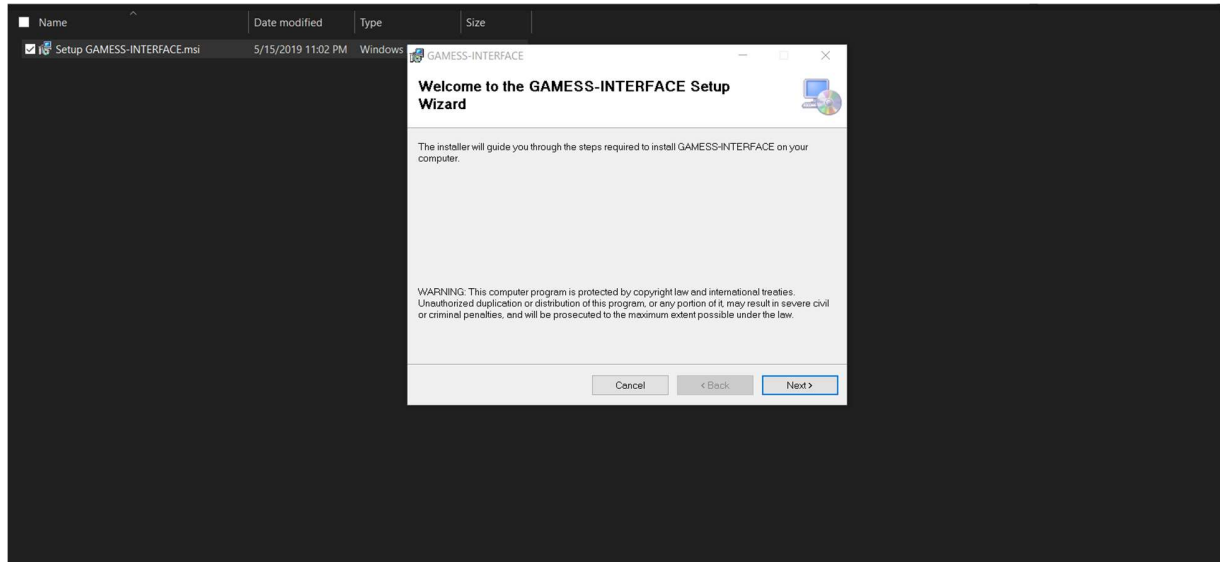 Name Date modified Type Size
Setup GAMESS-INTERFACE.msi 5/15/2019 11:02 PM Windows
GAMESS-INTERFACE
Welcome to the GAMESS-INTERFACE Setup
Wizard
The installer will guide you through the steps required to install GAMESS-INTERFACE on your
computer.
WARNING: This computer program is protected by copyright law and international treaties.
Unauthorized duplication or distribution of this program, or any portion of it, may result in severe civil
or criminal penalties, and will be prosecuted to the maximum extent possible under the law.
Cancel < Back Next >